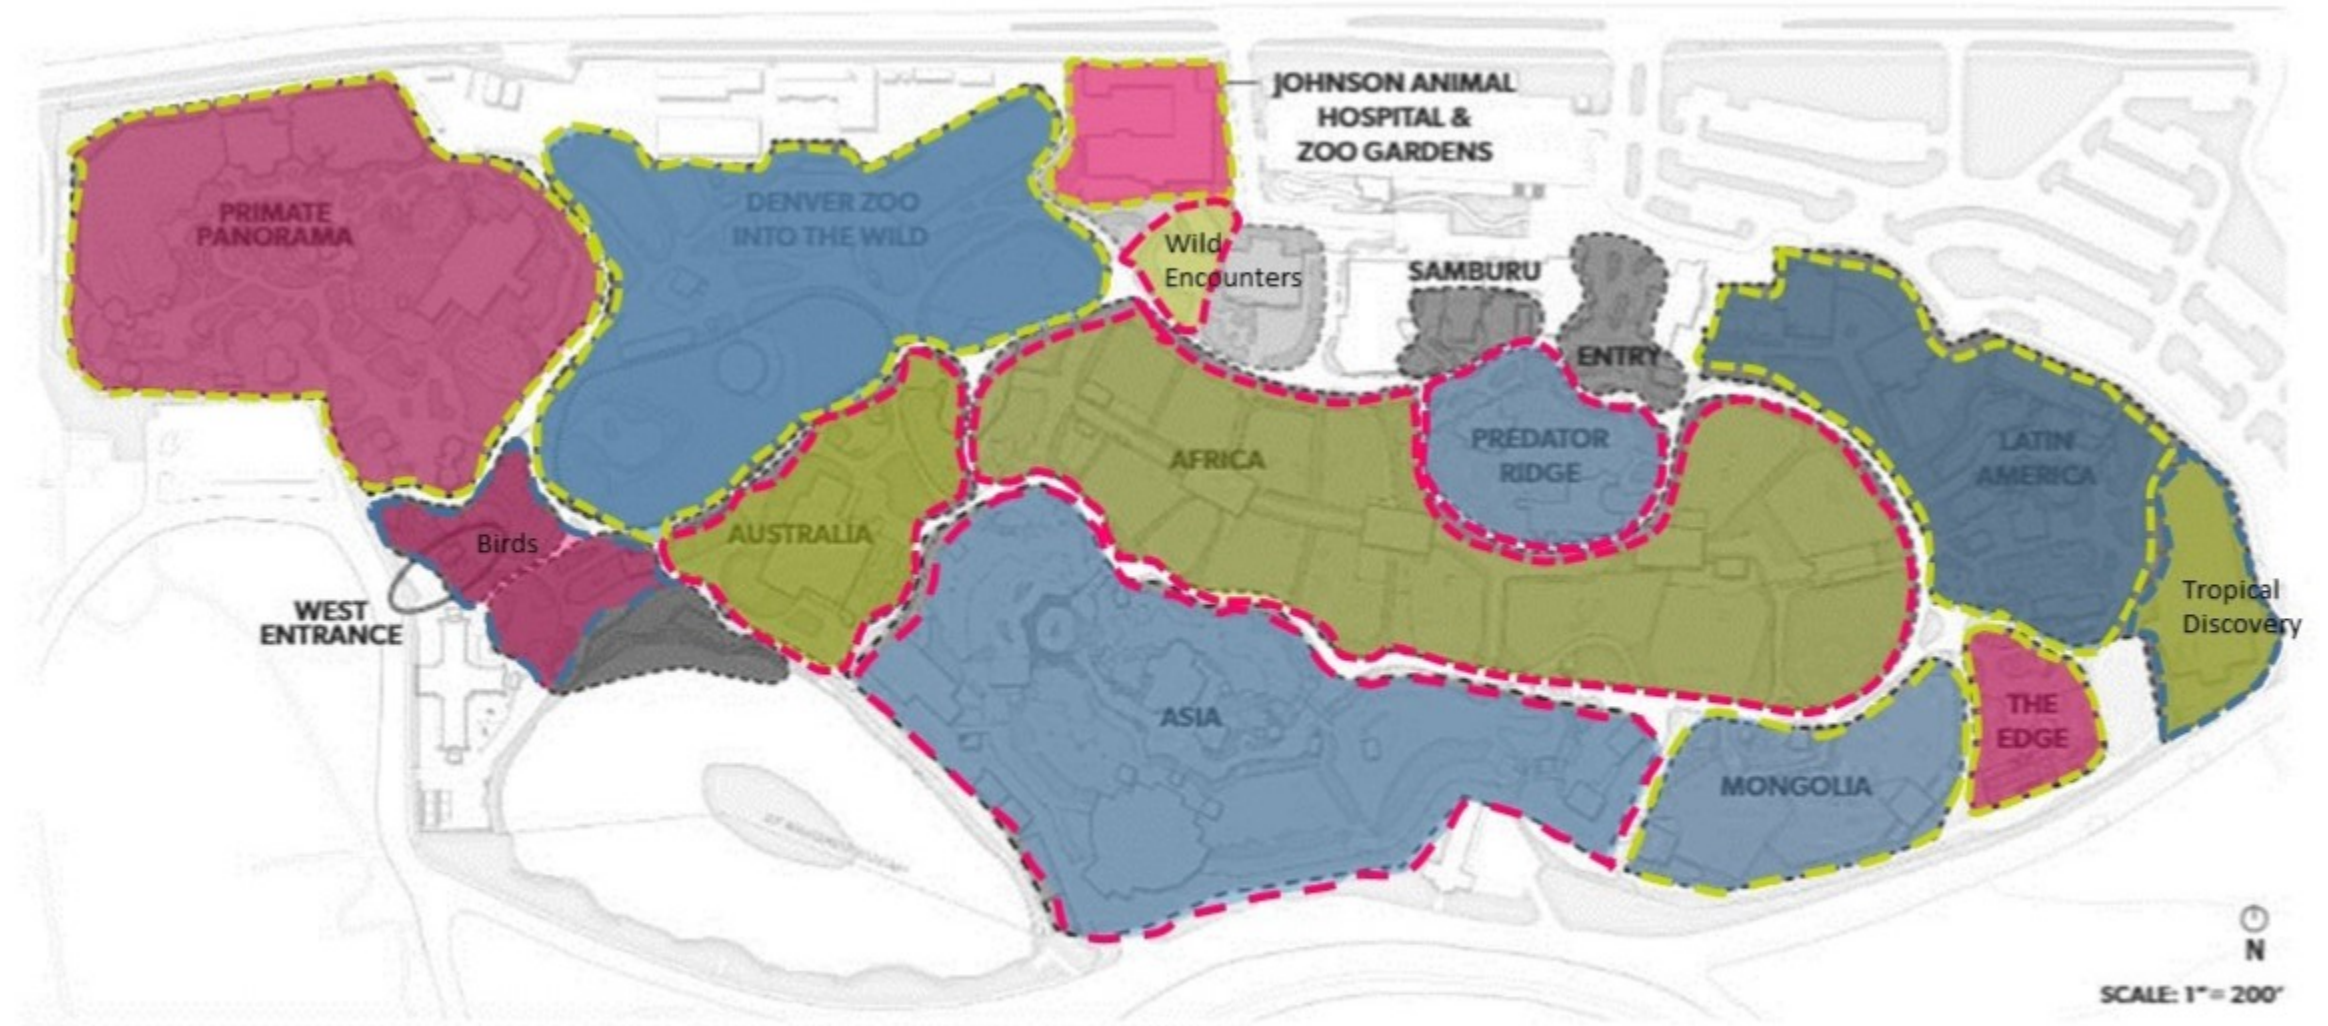 JOHNSON ANIMAL
HOSPITAL &
ZOO GARDENS
PRIMATE
PANORAMA
DENVER ZOO
INTO THE WILD
Wild
Encounters
SAMBURU
ENTRY
PREDATOR
RIDGE
AFRICA
LATIN
AMERICA
AUSTRALIA
Birds
WEST
ENTRANCE
Tropical
Discovery
ASIA
THE
EDGE
MONGOLIA
N
SCALE: 1"= 200'